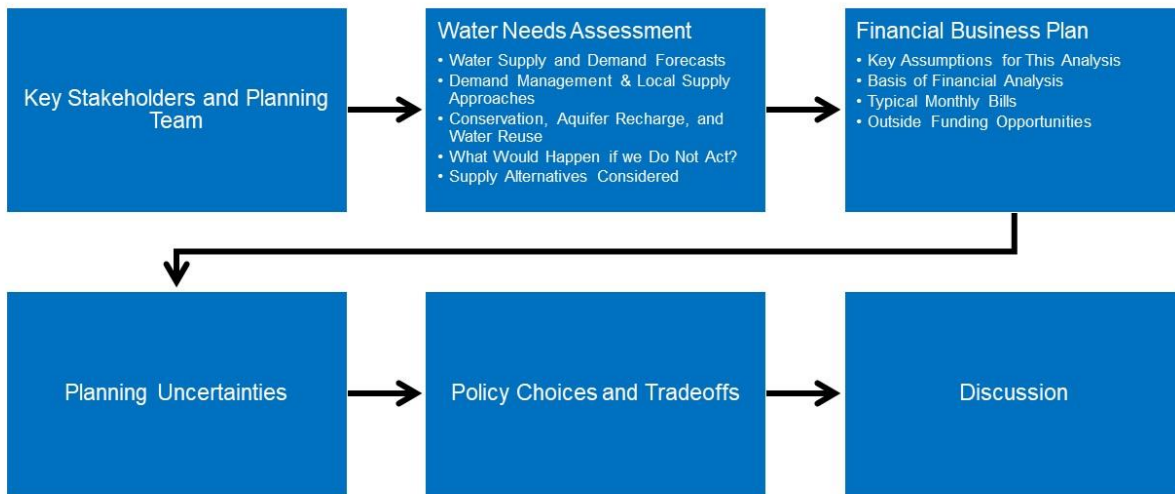 Key Stakeholders and Planning
Team
Water Needs Assessment
• Water Supply and Demand Forecasts
• Demand Management & Local Supply
Approaches
• Conservation, Aquifer Recharge, and
Water Reuse
• What Would Happen if we Do Not Act?
• Supply Alternatives Considered
Financial Business Plan
• Key Assumptions for This Analysis
• Basis of Financial Analysis
• Typical Monthly Bills
• Outside Funding Opportunities
Planning Uncertainties
Policy Choices and Tradeoffs
Discussion